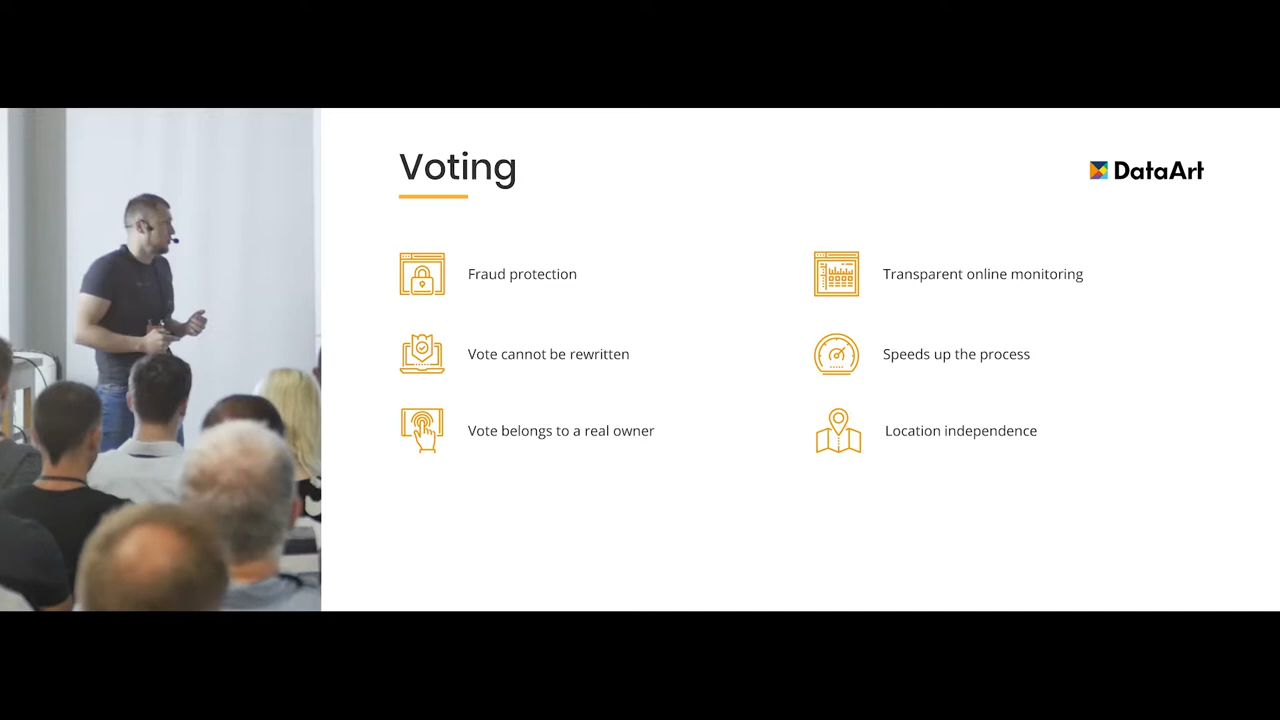 Voting
DataArt
Fraud protection
Transparent online monitoring
Vote cannot be rewritten
Speeds up the process
Vote belongs to a real owner
Location independence